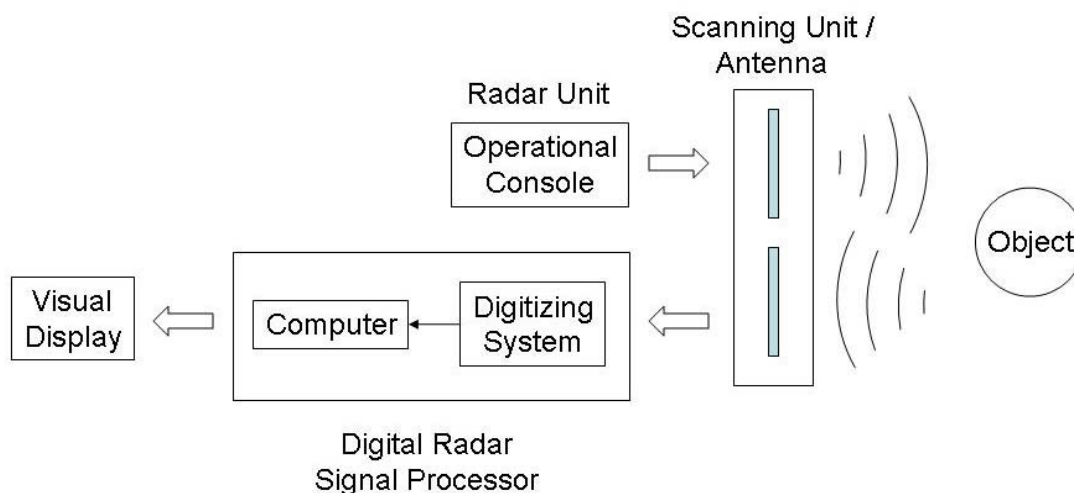 Scanning Unit /
Antenna
Radar Unit
Operational
Console
Object
Visual
Display
Computer
Digitizing
System
Digital Radar
Signal Processor